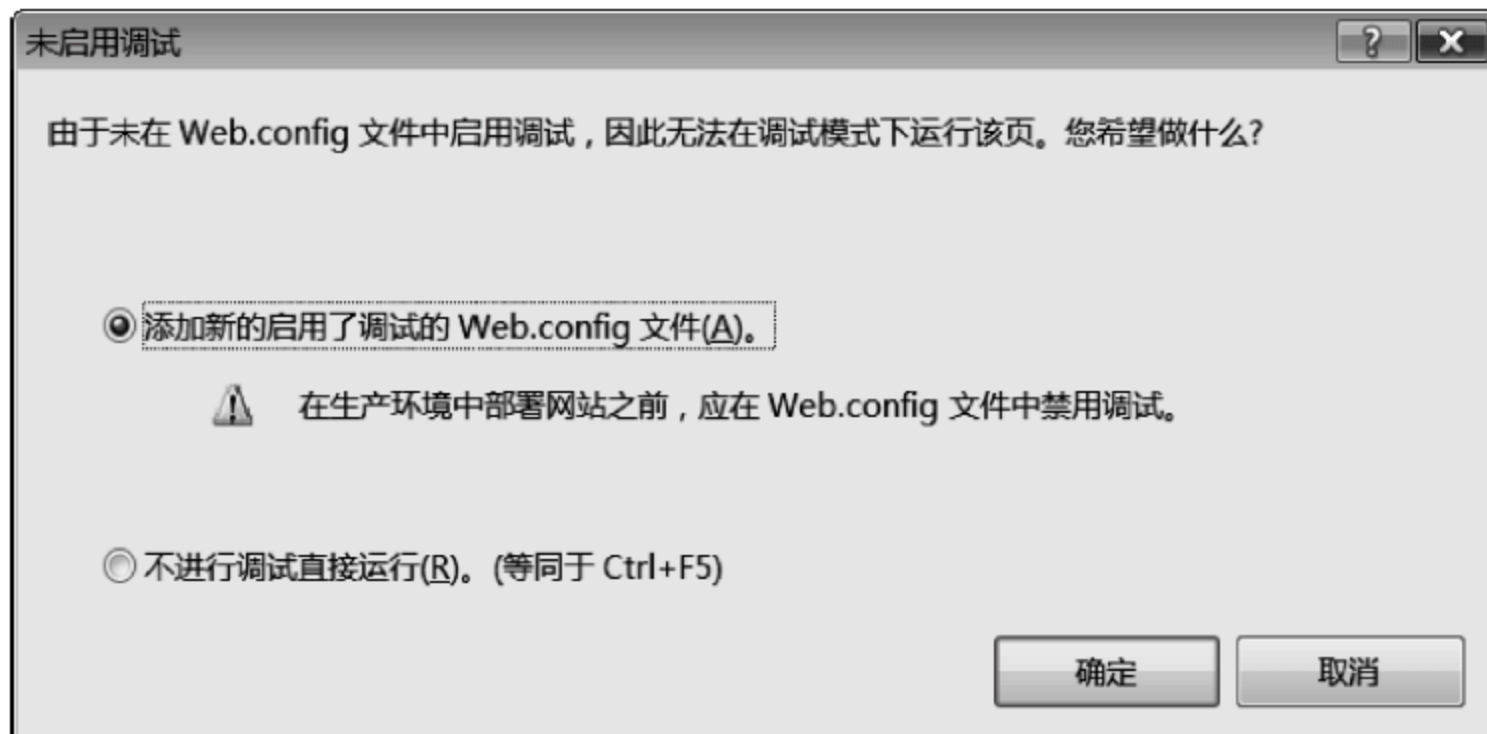 未启用调试
由于未在 Web.config 文件中启用调试，因此无法在调试模式下运行该页。您希望做什么?
添加新的启用了调试的 Web.config 文件(A)。
在生产环境中部署网站之前，应在 Web.config 文件中禁用调试。
不进行调试直接运行(R)。(等同于 Ctrl+F5)
确定 取消